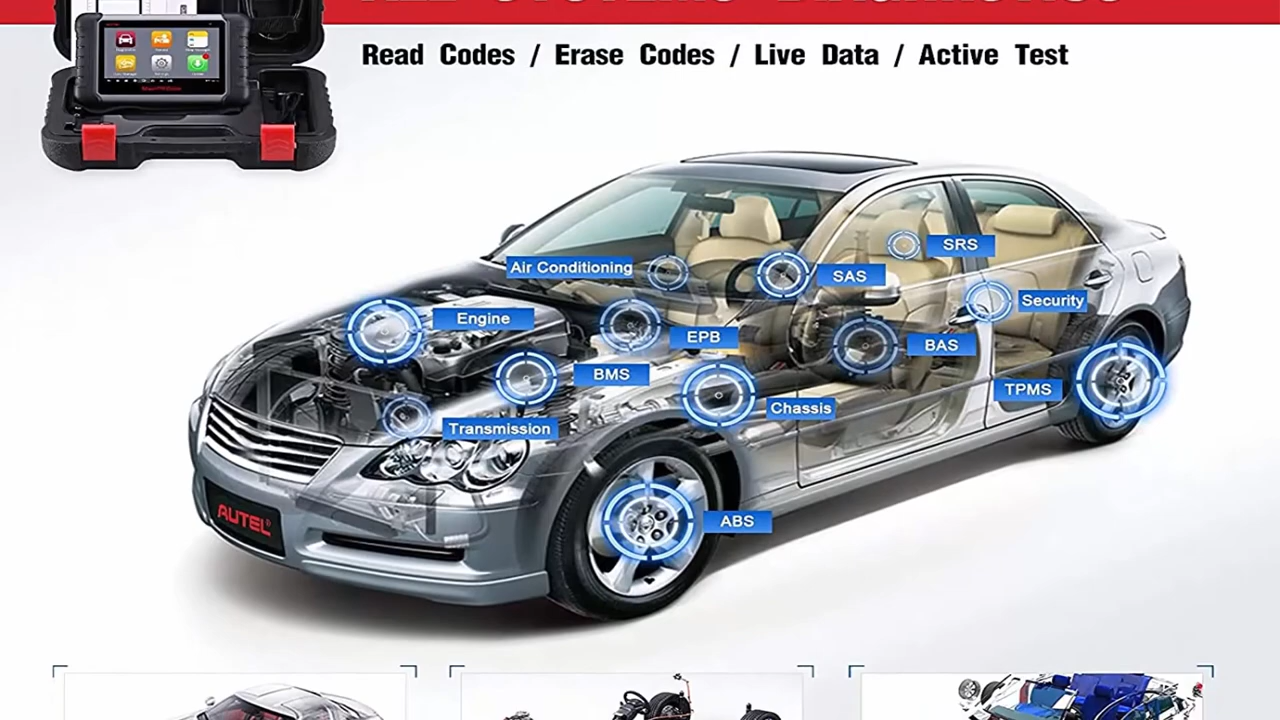 Read Codes / Erase Codes / Live Data / Active Test
SRS
Air Conditioning
SAS
Security
Engine
EPB
BAS
BMS
TPMS
Chassis
Transmission
AUTEL
ABS